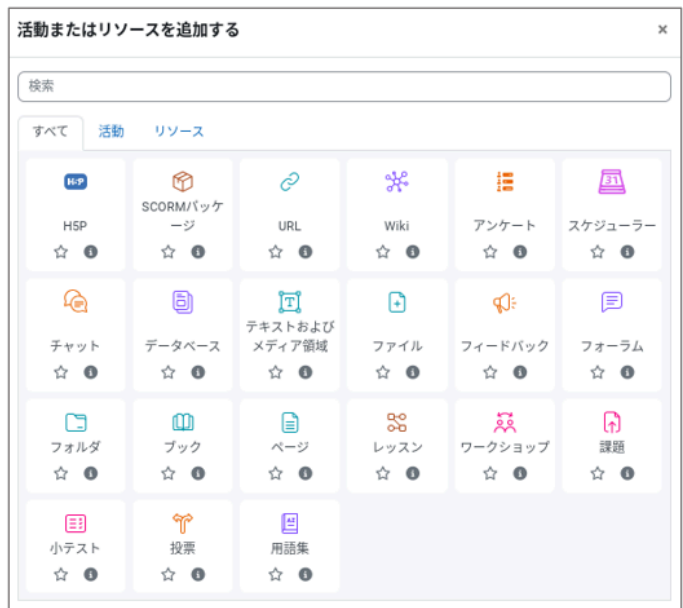 活動またはリソースを追加する ×
検索
すべて 活動 リソース
H5P
H5P
SCORMパッケ
ージ
URL
Wiki
アンケート
31
スケジューラー
チャット
データベース
T
テキストおよび
メディア領域
ファイル
フィードバック
フォーラム
フォルダ
ブック
ページ
レッスン
ワークショップ
課題
小テスト
投票
AZ
用語集